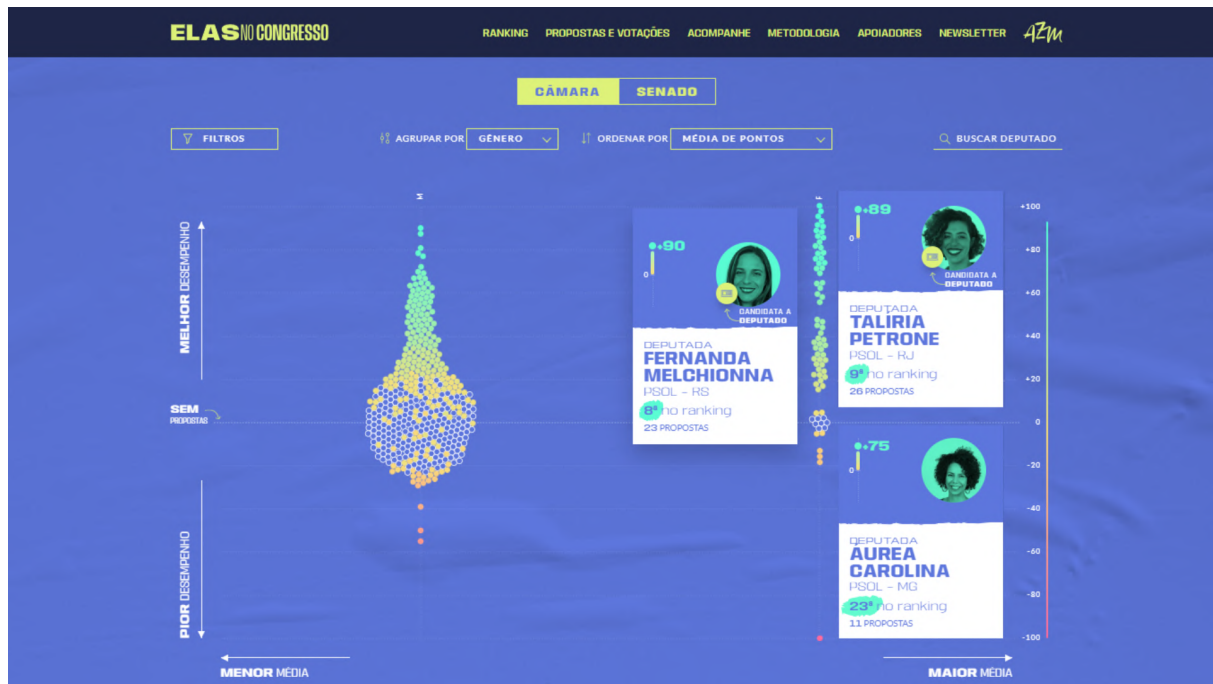 ELAS NO CONGRESSO
RANKING PROPOSTAS E VOTAÇÕES ACOMPANHE METODOLOGIA APOIADORES NEWSLETTER AZM
CÂMARA SENADO
FILTROS
AGRUPAR POR GÊNERO
ORDENAR POR MÉDIA DE PONTOS
BUSCAR DEPUTADO
MELHOR DESEMPENHO
SEM
PROPOSTAS
PIOR DESEMPENHO
M
F
+90
0
CANDIDATA A
DEPUTADO
DEPUTADA
FERNANDA
MELCHIONNA
PSOL - RS
8ª no ranking
23 PROPOSTAS
+89
0
CANDIDATA A
DEPUTADO
DEPUTADA
TALÍRIA
PETRONE
PSOL - RJ
9ª no ranking
26 PROPOSTAS
+75
0
DEPUTADA
ÁUREA
CAROLINA
PSOL - MG
23ª no ranking
11 PROPOSTAS
+100
+80
+60
+40
+20
0
-20
-40
-60
-80
-100
MENOR MÉDIA
MAIOR MÉDIA